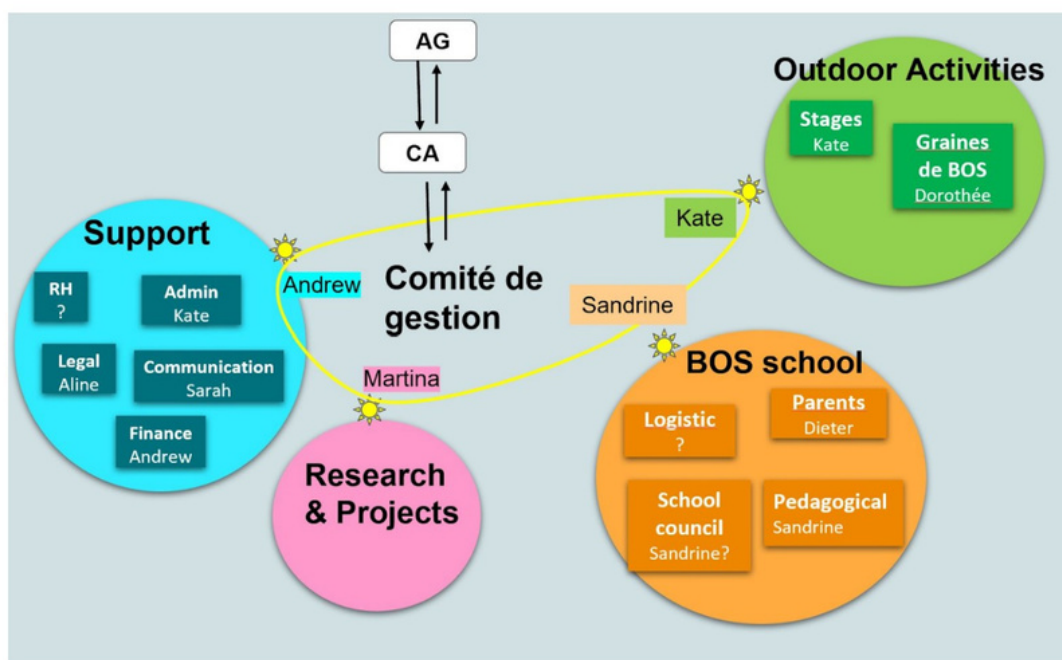 AG
CA
Comité de
gestion
Andrew
Kate
Sandrine
Martina
Support
RH
?
Admin
Kate
Legal
Aline
Communication
Sarah
Finance
Andrew
Research
& Projects
Outdoor Activities
Stages
Kate
Graines
de BOS
Dorothée
BOS school
Logistic
?
Parents
Dieter
School
council
Sandrine?
Pedagogical
Sandrine